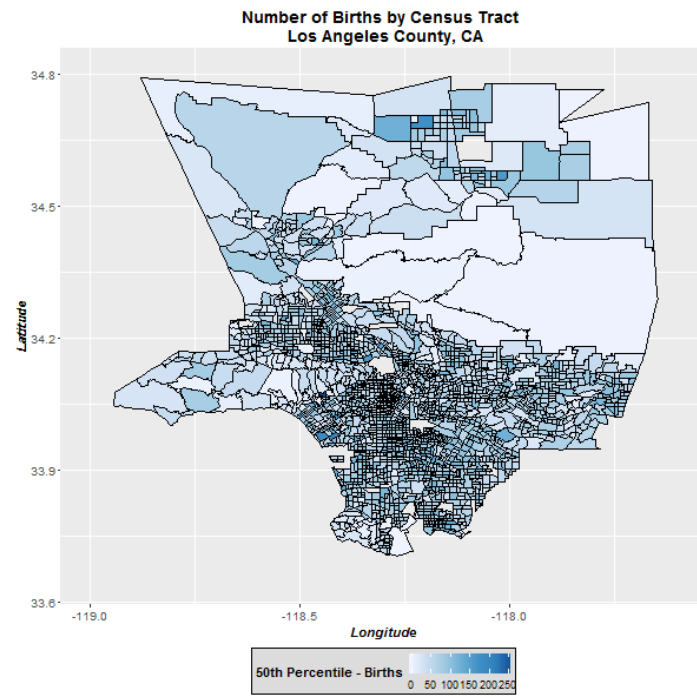 Number of Births by Census Tract
Los Angeles County, CA
34.8
34.5
Latitude
34.2
33.9
33.6
-119.0 -118.5 -118.0
Longitude
50th Percentile - Births
0 50 100 150 200 250